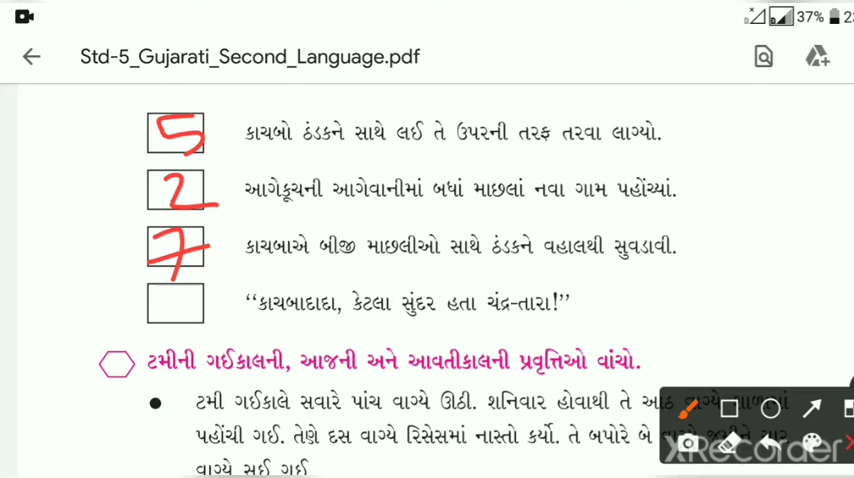 37%
Std-5_Gujarati_Second_Language.pdf
5 કાચબો ઠંડકને સાથે લઈ તે ઉપરની તરફ તરવા લાગ્યો.
2 આગેકૂચની આગેવાનીમાં બધાં માછલાં નવા ગામ પહોંચ્યાં.
7 કાચબાએ બીજી માછલીઓ સાથે ઠંડકને વહાલથી સુવડાવી.
“કાચબાદાદા, કેટલા સુંદર હતા ચંદ્ર-તારા!”
ટમીની ગઈકાલની, આજની અને આવતીકાલની પ્રવૃત્તિઓ વાંચો.
● ટમી ગઈકાલે સવારે પાંચ વાગ્યે ઊઠી. શનિવાર હોવાથી તે આઠ વાગ્યે શાળામાં
પહોંચી ગઈ. તેણે દસ વાગ્યે રિસેસમાં નાસ્તો કર્યો. તે બપોરે બે
વાગ્યે સૂઈ ગઈ
XRecorder